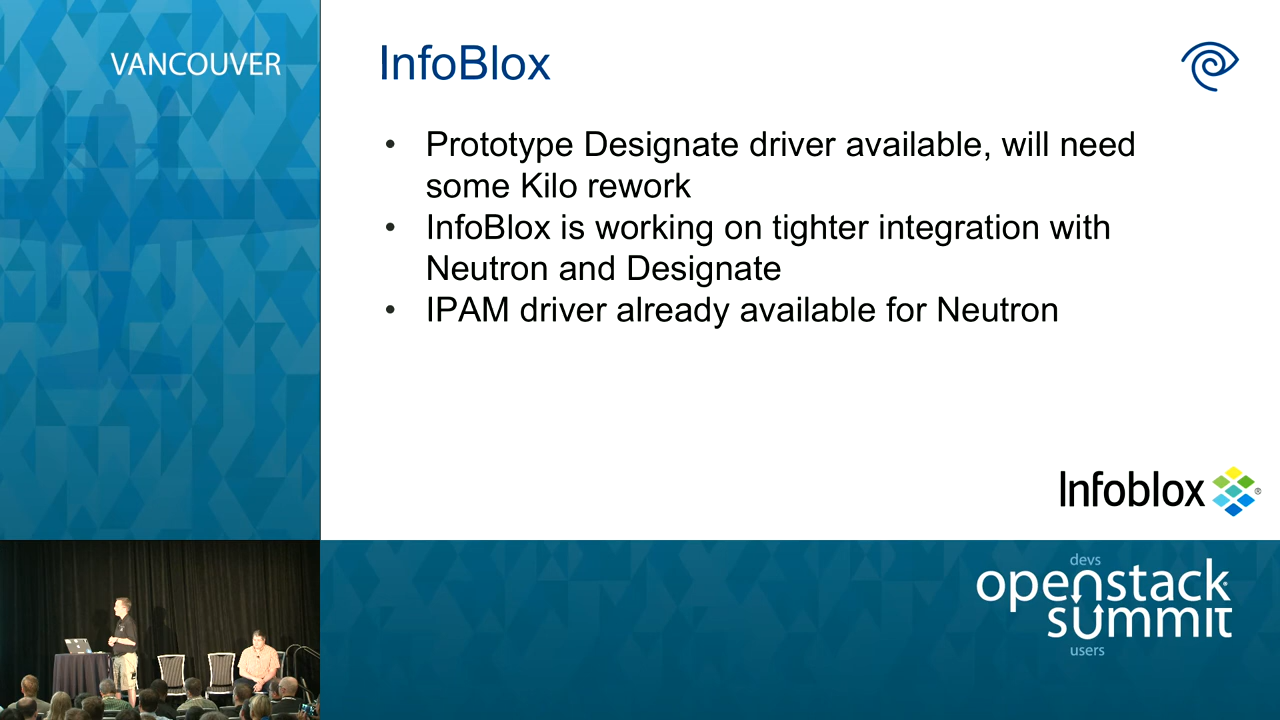 VANCOUVER
InfoBlox
• Prototype Designate driver available, will need
some Kilo rework
• InfoBlox is working on tighter integration with
Neutron and Designate
• IPAM driver already available for Neutron
Infoblox®
devs
openstack
summit
users